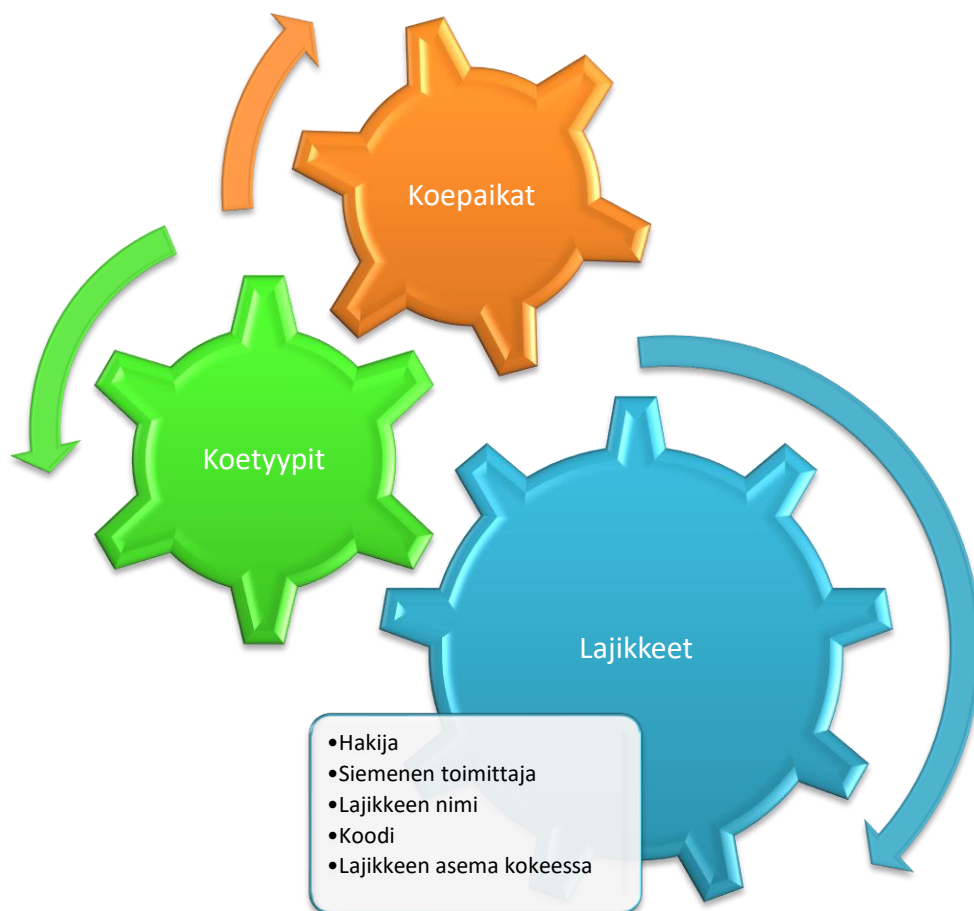 Koepaikat
Koetyypit
Lajikkeet
•Hakija
•Siemenen toimittaja
•Lajikkeen nimi
•Koodi
•Lajikkeen asema kokeessa